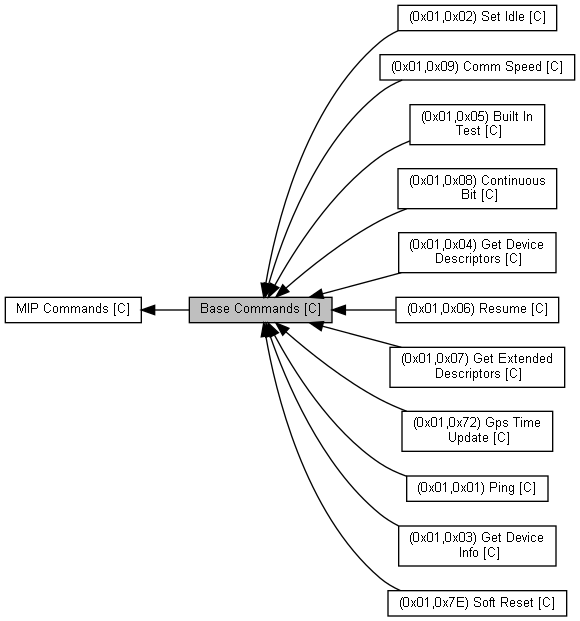 (0x01,0x02) Set Idle [C]
(0x01,0x09) Comm Speed [C]
(0x01,0x05) Built In
Test [C]
(0x01,0x08) Continuous
Bit [C]
(0x01,0x04) Get Device
Descriptors [C]
MIP Commands [C]
Base Commands [C]
(0x01,0x06) Resume [C]
(0x01,0x07) Get Extended
Descriptors [C]
(0x01,0x72) Gps Time
Update [C]
(0x01,0x01) Ping [C]
(0x01,0x03) Get Device
Info [C]
(0x01,0x7E) Soft Reset [C]